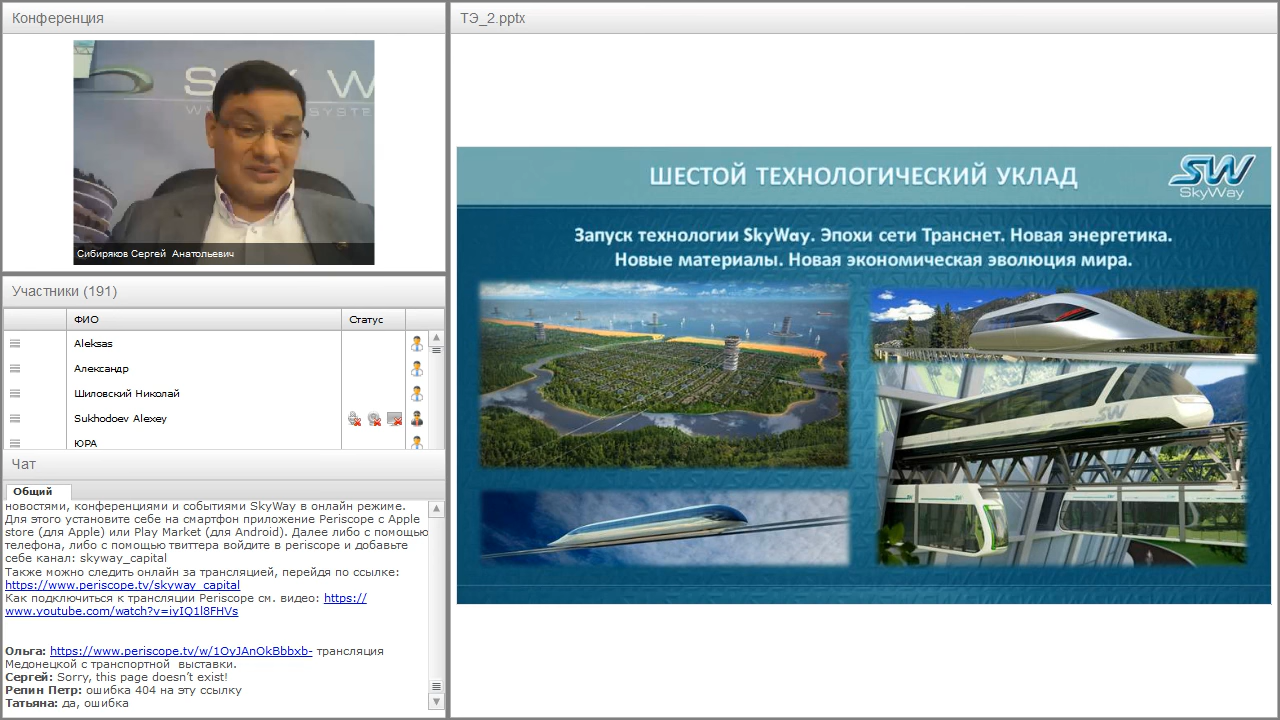 Конференция
SKY W
Сибиряков Сергей Анатольевич
Участники (191)
ФИО
Статус
Aleksas
Александр
Шиловский Николай
Sukhodoev Alexey
ЮРА
Чат
Общий
новостями, конференциями и событиями SkyWay в онлайн режиме.
Для этого установите себе на смартфон приложение Periscope с Apple
store (для Apple) или Play Market (для Android). Далее либо с помощью
телефона, либо с помощью твиттера войдите в periscope и добавьте
себе канал: skyway_capital
Также можно следить онлайн за трансляцией, перейдя по ссылке:
https://www.periscope.tv/skyway_capital
Как подключиться к трансляции Periscope см. видео: https://
www.youtube.com/watch?v=iyIQ1l8FHVs
Ольга: https://www.periscope.tv/w/1OyJAnOkBbbxb- трансляция
Медонецкой с транспортной выставки.
Сергей: Sorry, this page doesn’t exist!
Репин Петр: ошибка 404 на эту ссылку
Татьяна: да, ошибка
ТЭ_2.pptx
ШЕСТОЙ ТЕХНОЛОГИЧЕСКИЙ УКЛАД
SW
SkyWay
Запуск технологии SkyWay. Эпохи сети Транснет. Новая энергетика.
Новые материалы. Новая экономическая эволюция мира.
SW